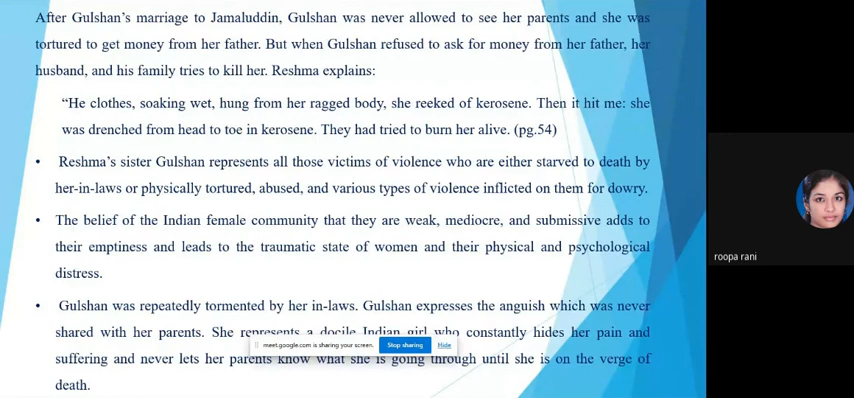 After Gulshan’s marriage to Jamaluddin, Gulshan was never allowed to see her parents and she was
tortured to get money from her father. But when Gulshan refused to ask for money from her father, her
husband, and his family tries to kill her. Reshma explains:
“He clothes, soaking wet, hung from her ragged body, she reeked of kerosene. Then it hit me: she
was drenched from head to toe in kerosene. They had tried to burn her alive. (pg.54)
• Reshma’s sister Gulshan represents all those victims of violence who are either starved to death by
her-in-laws or physically tortured, abused, and various types of violence inflicted on them for dowry.
• The belief of the Indian female community that they are weak, mediocre, and submissive adds to
their emptiness and leads to the traumatic state of women and their physical and psychological
distress.
• Gulshan was repeatedly tormented by her in-laws. Gulshan expresses the anguish which was never
shared with her parents. She represents a docile Indian girl who constantly hides her pain and
meet.google.com is sharing your screen. Stop sharing Hide
suffering and never lets her parents know what she is going through until she is on the verge of
death.
roopa rani